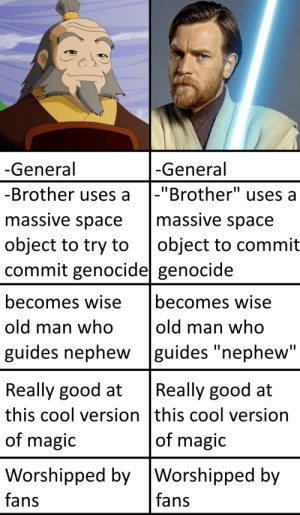 -General
-General
-Brother uses a
massive space
object to try to
commit genocide
-"Brother" uses a
massive space
object to commit
genocide
becomes wise
old man who
guides nephew
becomes wise
old man who
guides "nephew"
Really good at
this cool version
of magic
Really good at
this cool version
of magic
Worshipped by
fans
Worshipped by
fans